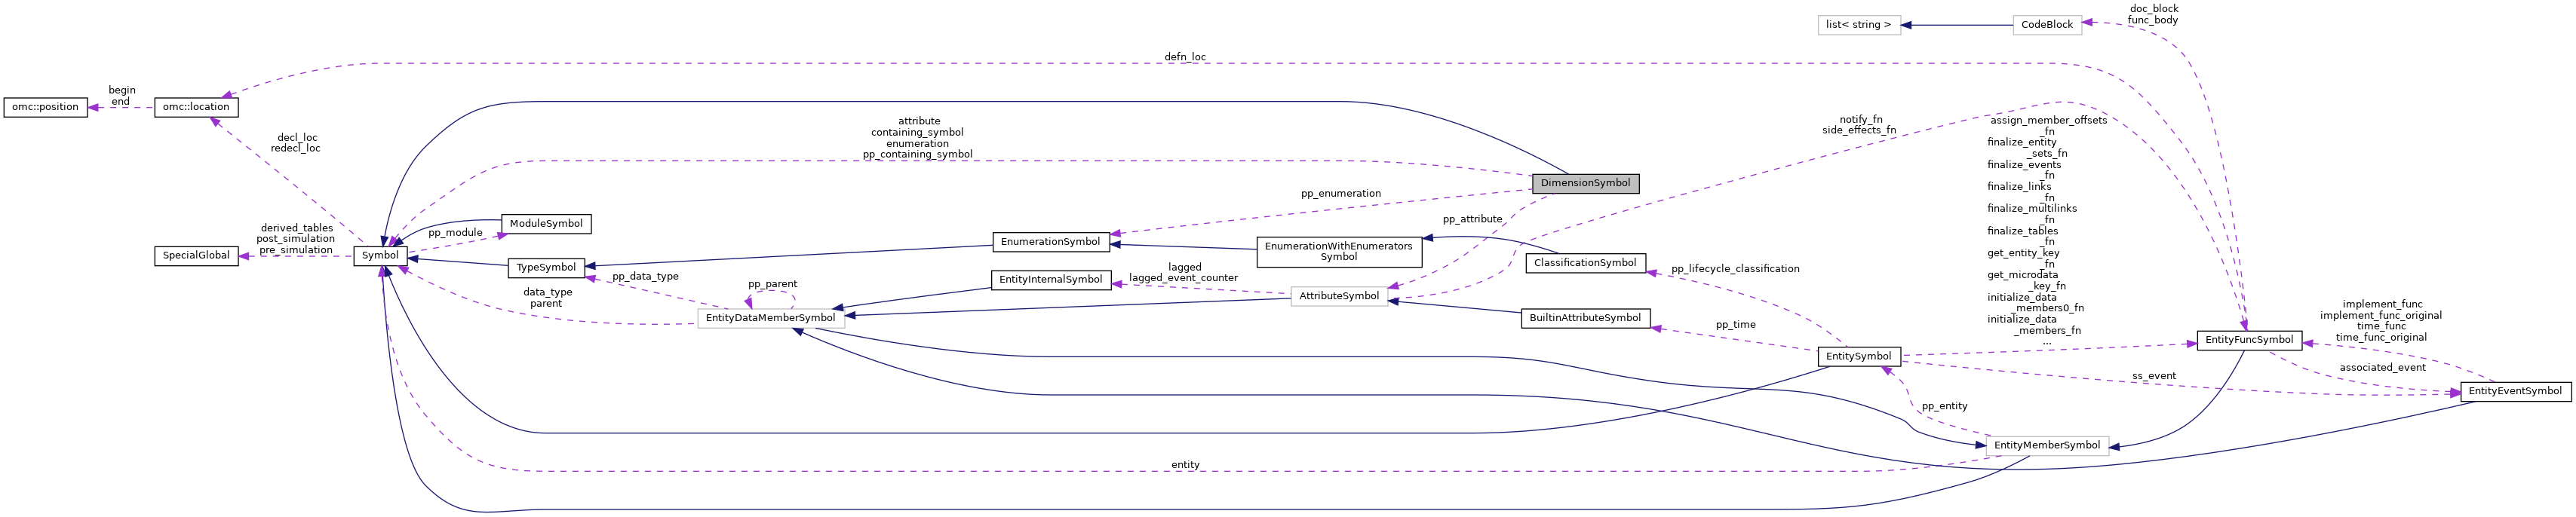 doc_block
func_body
list< string >
CodeBlock
defn_loc
begin
end
omc::position
omc::location
attribute
containing_symbol
enumeration
pp_containing_symbol
notify_fn
side_effects_fn
assign_member_offsets
_fn
finalize_entity
_sets_fn
finalize_events
_fn
finalize_links
_fn
finalize_multilinks
_fn
finalize_tables
_fn
get_entity_key
_fn
get_microdata
_key_fn
initialize_data
_members0_fn
initialize_data
_members_fn
...
decl_loc
redecl_loc
DimensionSymbol
pp_enumeration
pp_attribute
ModuleSymbol
pp_module
derived_tables
post_simulation
pre_simulation
SpecialGlobal
Symbol
EnumerationSymbol
EnumerationWithEnumerators
Symbol
ClassificationSymbol
TypeSymbol
pp_data_type
EntityInternalSymbol
lagged
lagged_event_counter
pp_lifecycle_classification
pp_parent
data_type
parent
AttributeSymbol
EntityDataMemberSymbol
BuiltinAttributeSymbol
pp_time
implement_func
implement_func_original
time_func
time_func_original
EntityFuncSymbol
EntitySymbol
associated_event
ss_event
EntityEventSymbol
pp_entity
EntityMemberSymbol
entity